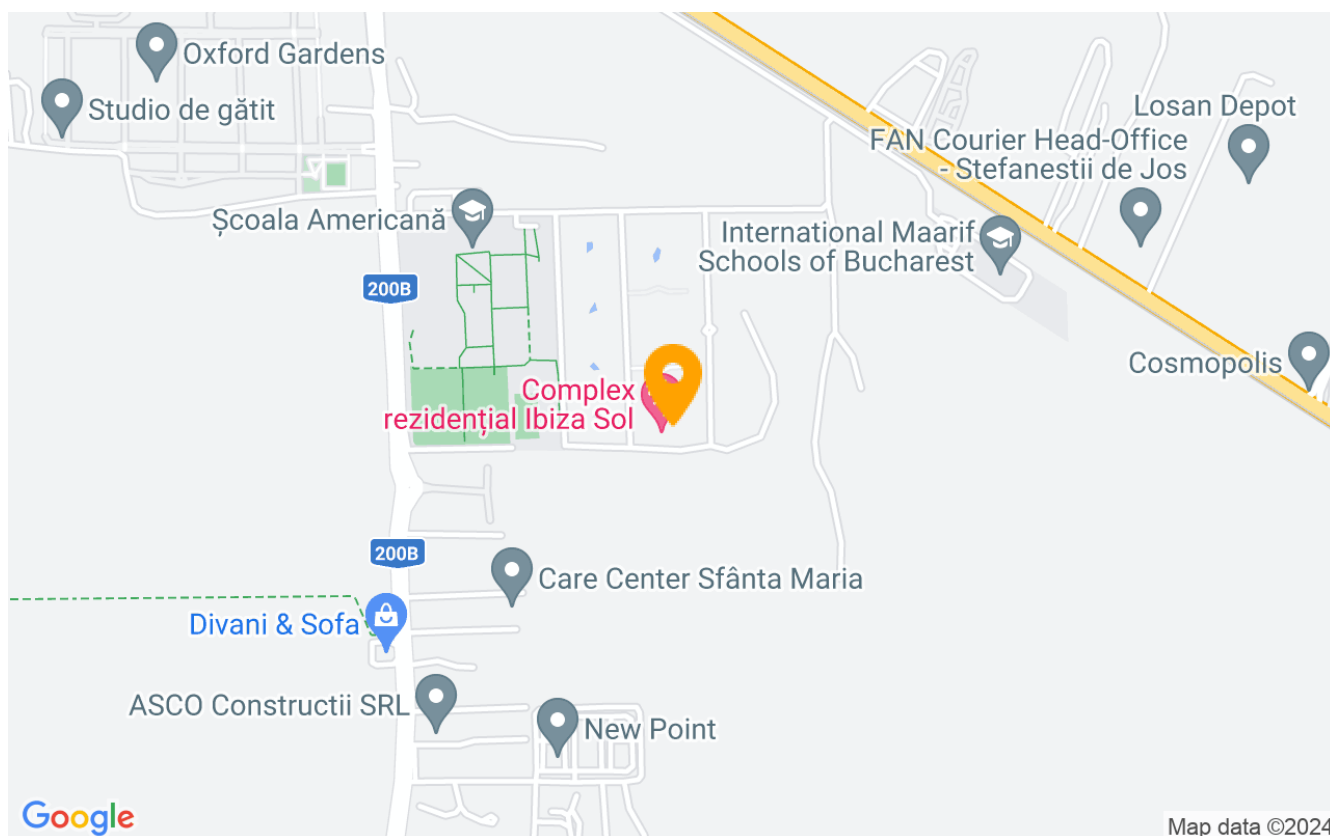 Oxford Gardens
Studio de gătit
Losan Depot
FAN Courier Head-Office
- Stefanestii de Jos
Școala Americană
International Maarif
Schools of Bucharest
200B
Cosmopolis
Complex
rezidențial Ibiza Sol
200B
Care Center Sfânta Maria
Divani & Sofa
ASCO Constructii SRL
New Point
Google
Map data ©2024